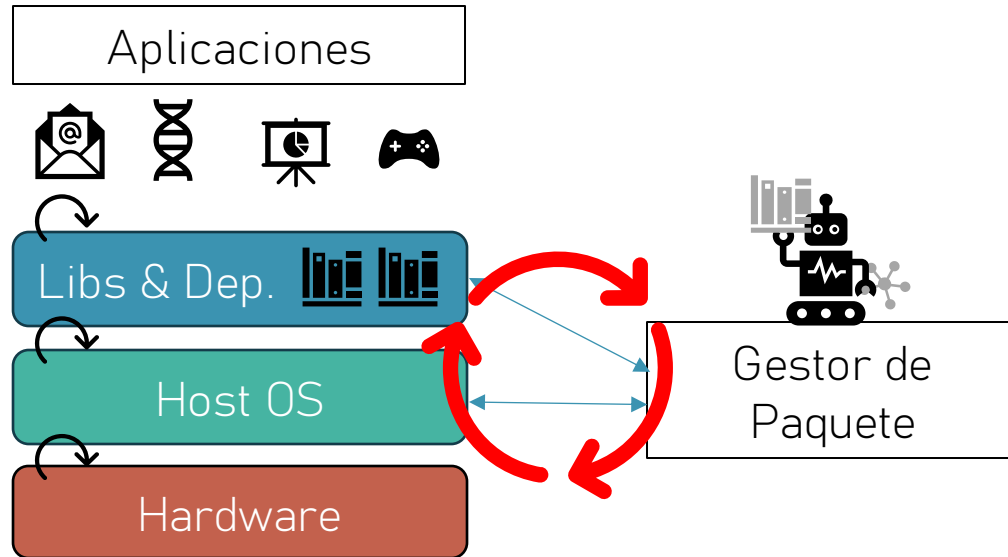 Aplicaciones
@
Libs & Dep.
Host OS
Hardware
Gestor de
Paquete